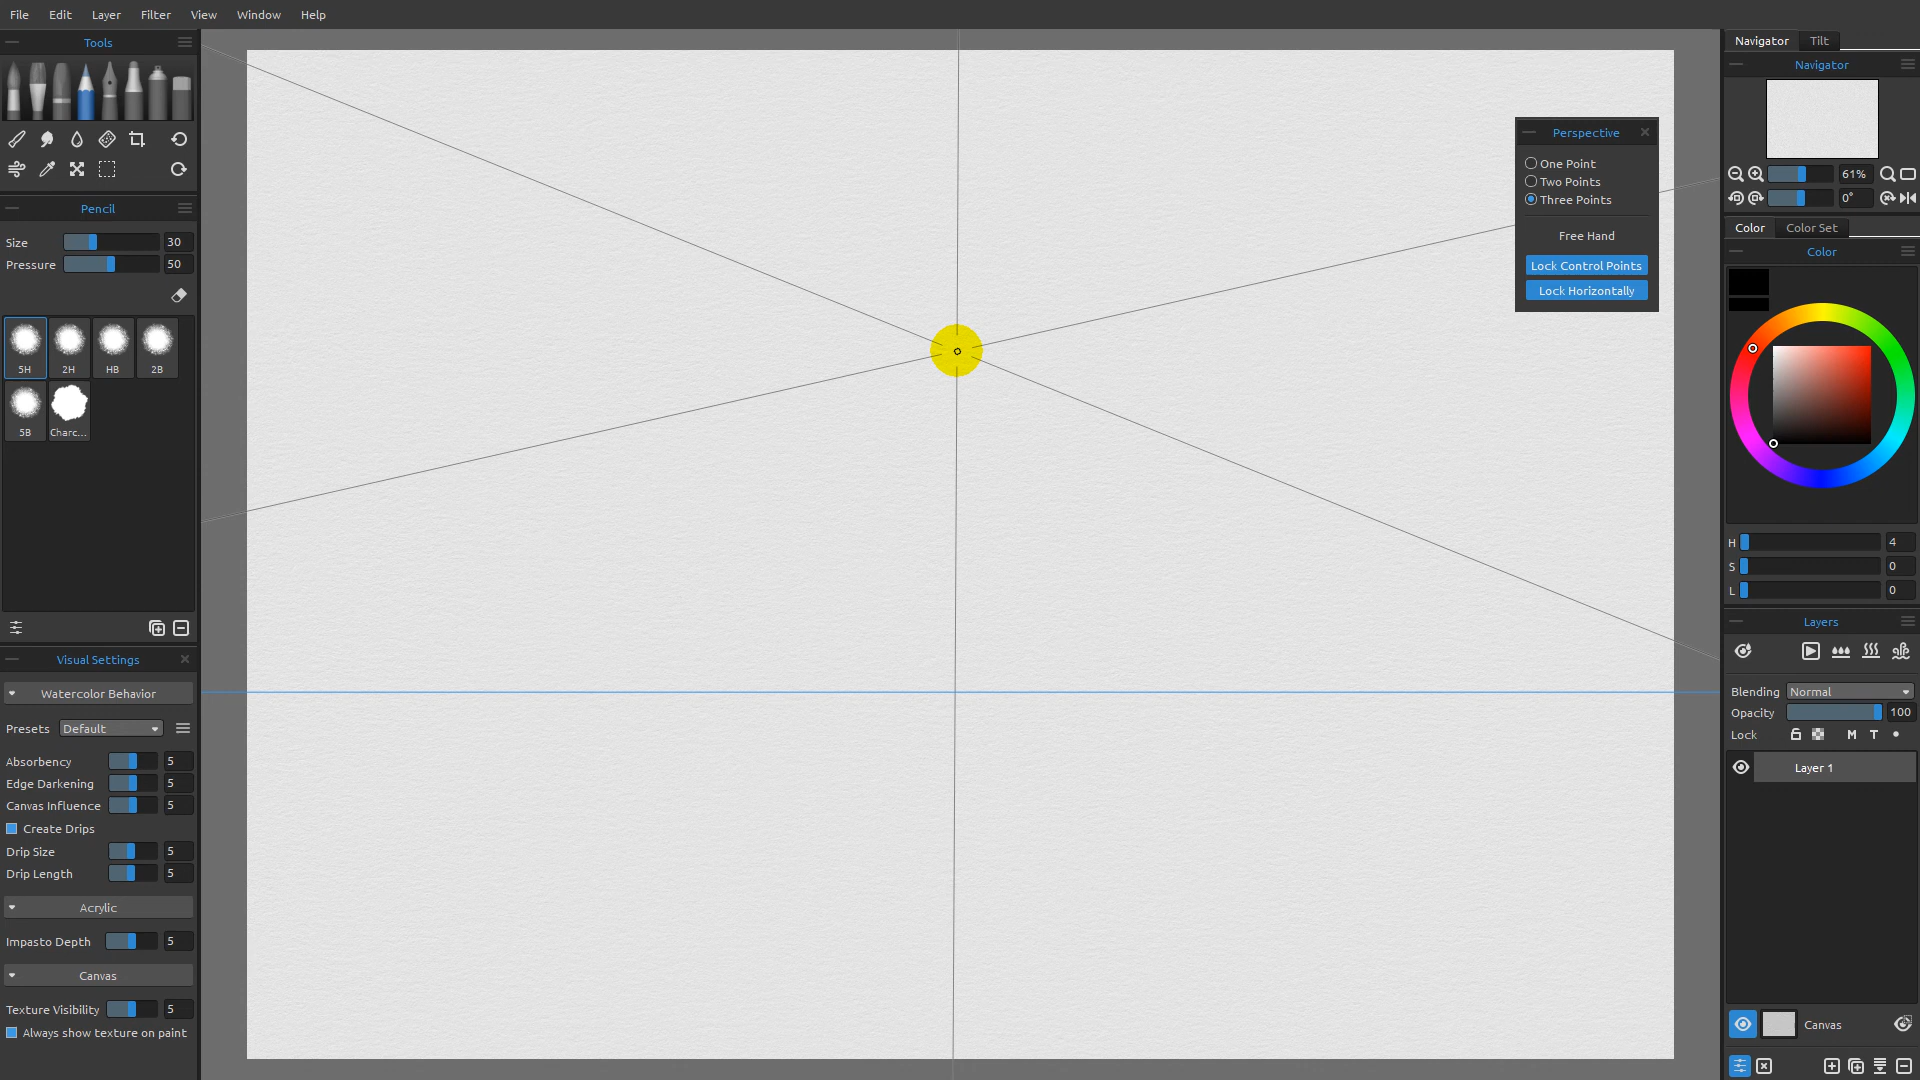 File Edit Layer Filter View Window Help
Tools
Pencil
Size 30
Pressure 50
5H 2H HB 2B
5B Charc...
Visual Settings
Watercolor Behavior
Presets Default
Absorbency 5
Edge Darkening 5
Canvas Influence 5
Create Drips
Drip Size 5
Drip Length 5
Acrylic
Impasto Depth 5
Canvas
Texture Visibility 5
Always show texture on paint
Perspective
One Point
Two Points
Three Points
Free Hand
Lock Control Points
Lock Horizontally
Navigator Tilt
Navigator
61%
0°
Color Color Set
Color
H 4
S 0
L 0
Layers
Blending Normal
Opacity 100
Lock M T
Layer 1
Canvas